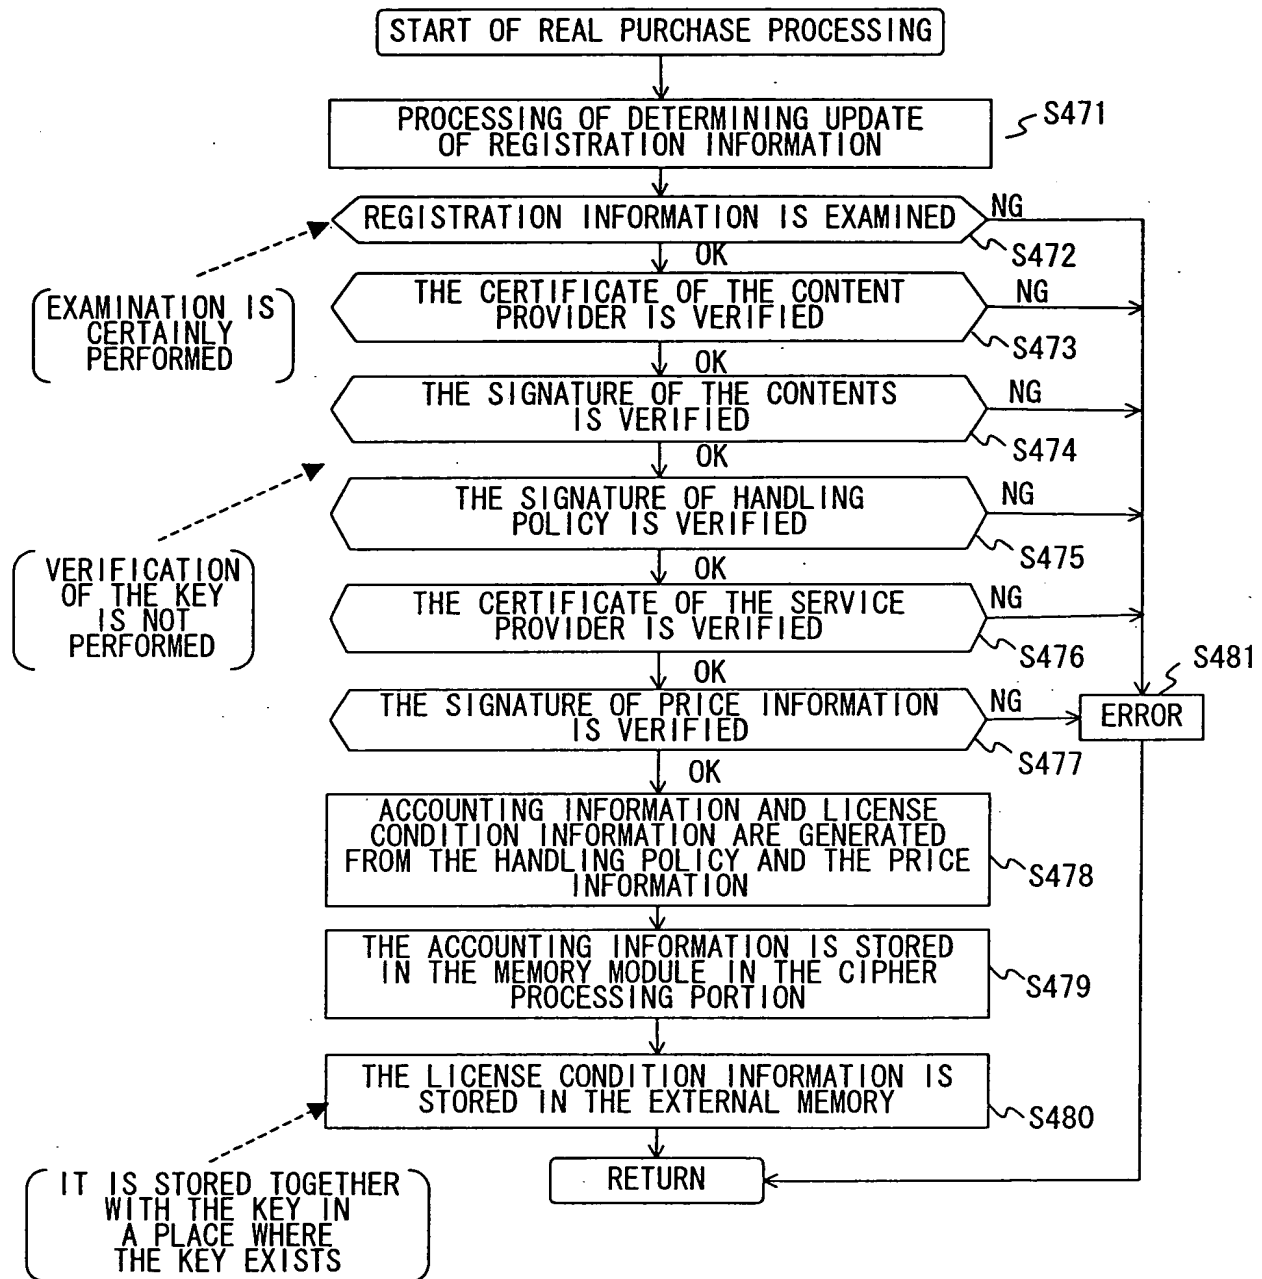 START OF REAL PURCHASE PROCESSING
PROCESSING OF DETERMINING UPDATE
OF REGISTRATION INFORMATION
S471
REGISTRATION INFORMATION IS EXAMINED
NG
S472
OK
(EXAMINATION IS
CERTAINLY
PERFORMED)
THE CERTIFICATE OF THE CONTENT
PROVIDER IS VERIFIED
NG
S473
OK
THE SIGNATURE OF THE CONTENTS
IS VERIFIED
NG
S474
OK
THE SIGNATURE OF HANDLING
POLICY IS VERIFIED
NG
S475
OK
(VERIFICATION
OF THE KEY
IS NOT
PERFORMED)
THE CERTIFICATE OF THE SERVICE
PROVIDER IS VERIFIED
NG
S476
OK
THE SIGNATURE OF PRICE INFORMATION
IS VERIFIED
NG
S477
OK
S481
ERROR
ACCOUNTING INFORMATION AND LICENSE
CONDITION INFORMATION ARE GENERATED
FROM THE HANDLING POLICY AND THE PRICE
INFORMATION
S478
THE ACCOUNTING INFORMATION IS STORED
IN THE MEMORY MODULE IN THE CIPHER
PROCESSING PORTION
S479
THE LICENSE CONDITION INFORMATION IS
STORED IN THE EXTERNAL MEMORY
S480
RETURN
(IT IS STORED TOGETHER
WITH THE KEY IN
A PLACE WHERE
THE KEY EXISTS)